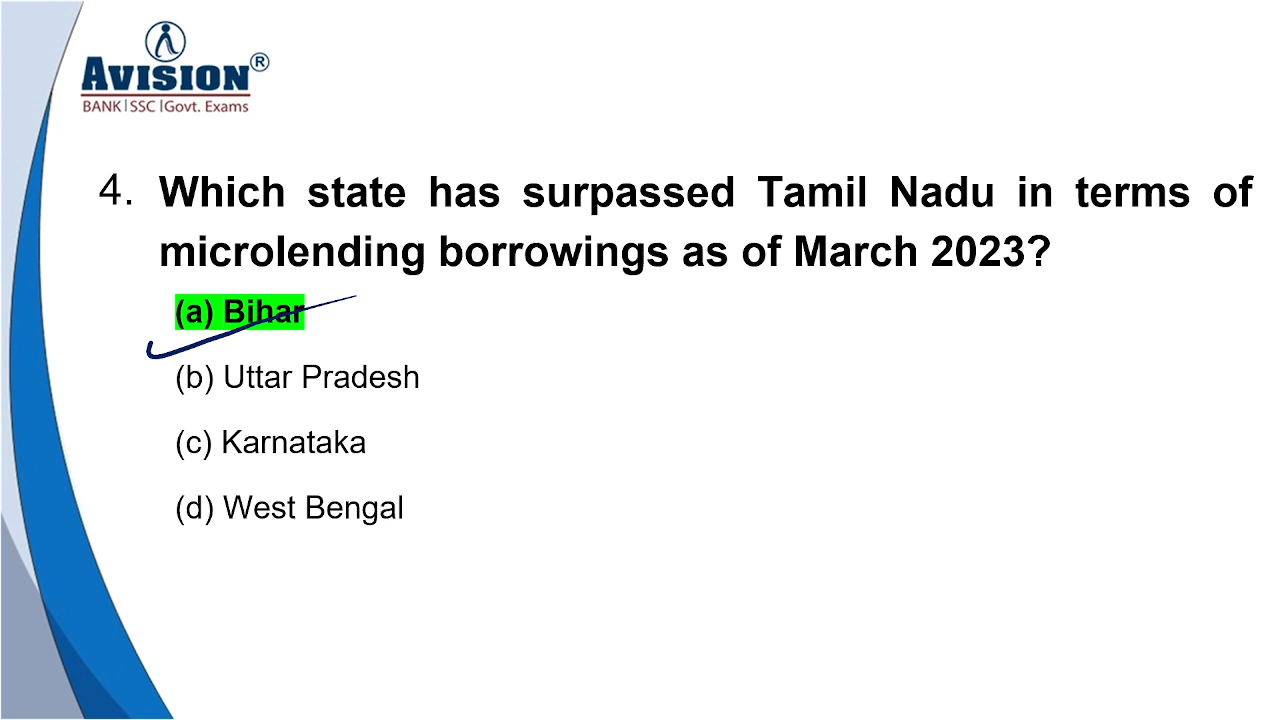 AVISION®
BANK|SSC|Govt. Exams
4. Which state has surpassed Tamil Nadu in terms of
microlending borrowings as of March 2023?
(a) Bihar
(b) Uttar Pradesh
(c) Karnataka
(d) West Bengal